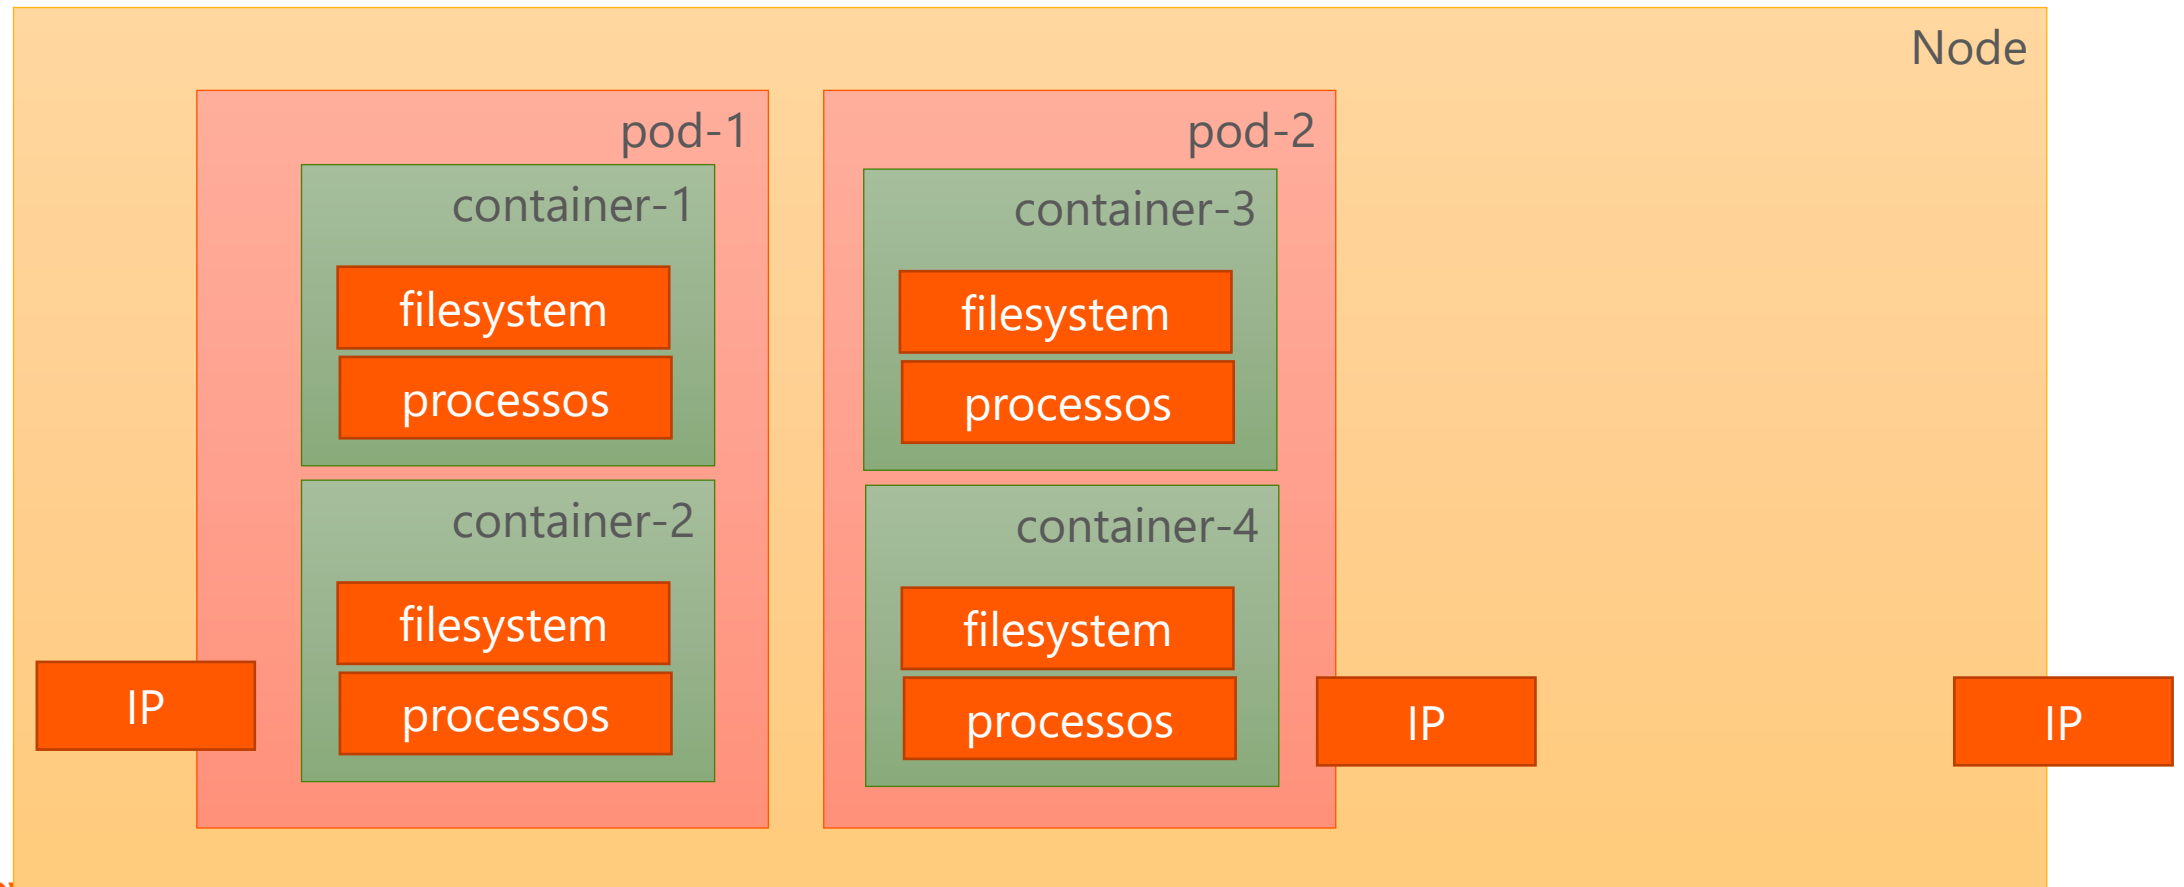 Node
pod-1
container-1
filesystem
processos
container-2
filesystem
processos
IP
pod-2
container-3
filesystem
processos
container-4
filesystem
processos
IP
IP